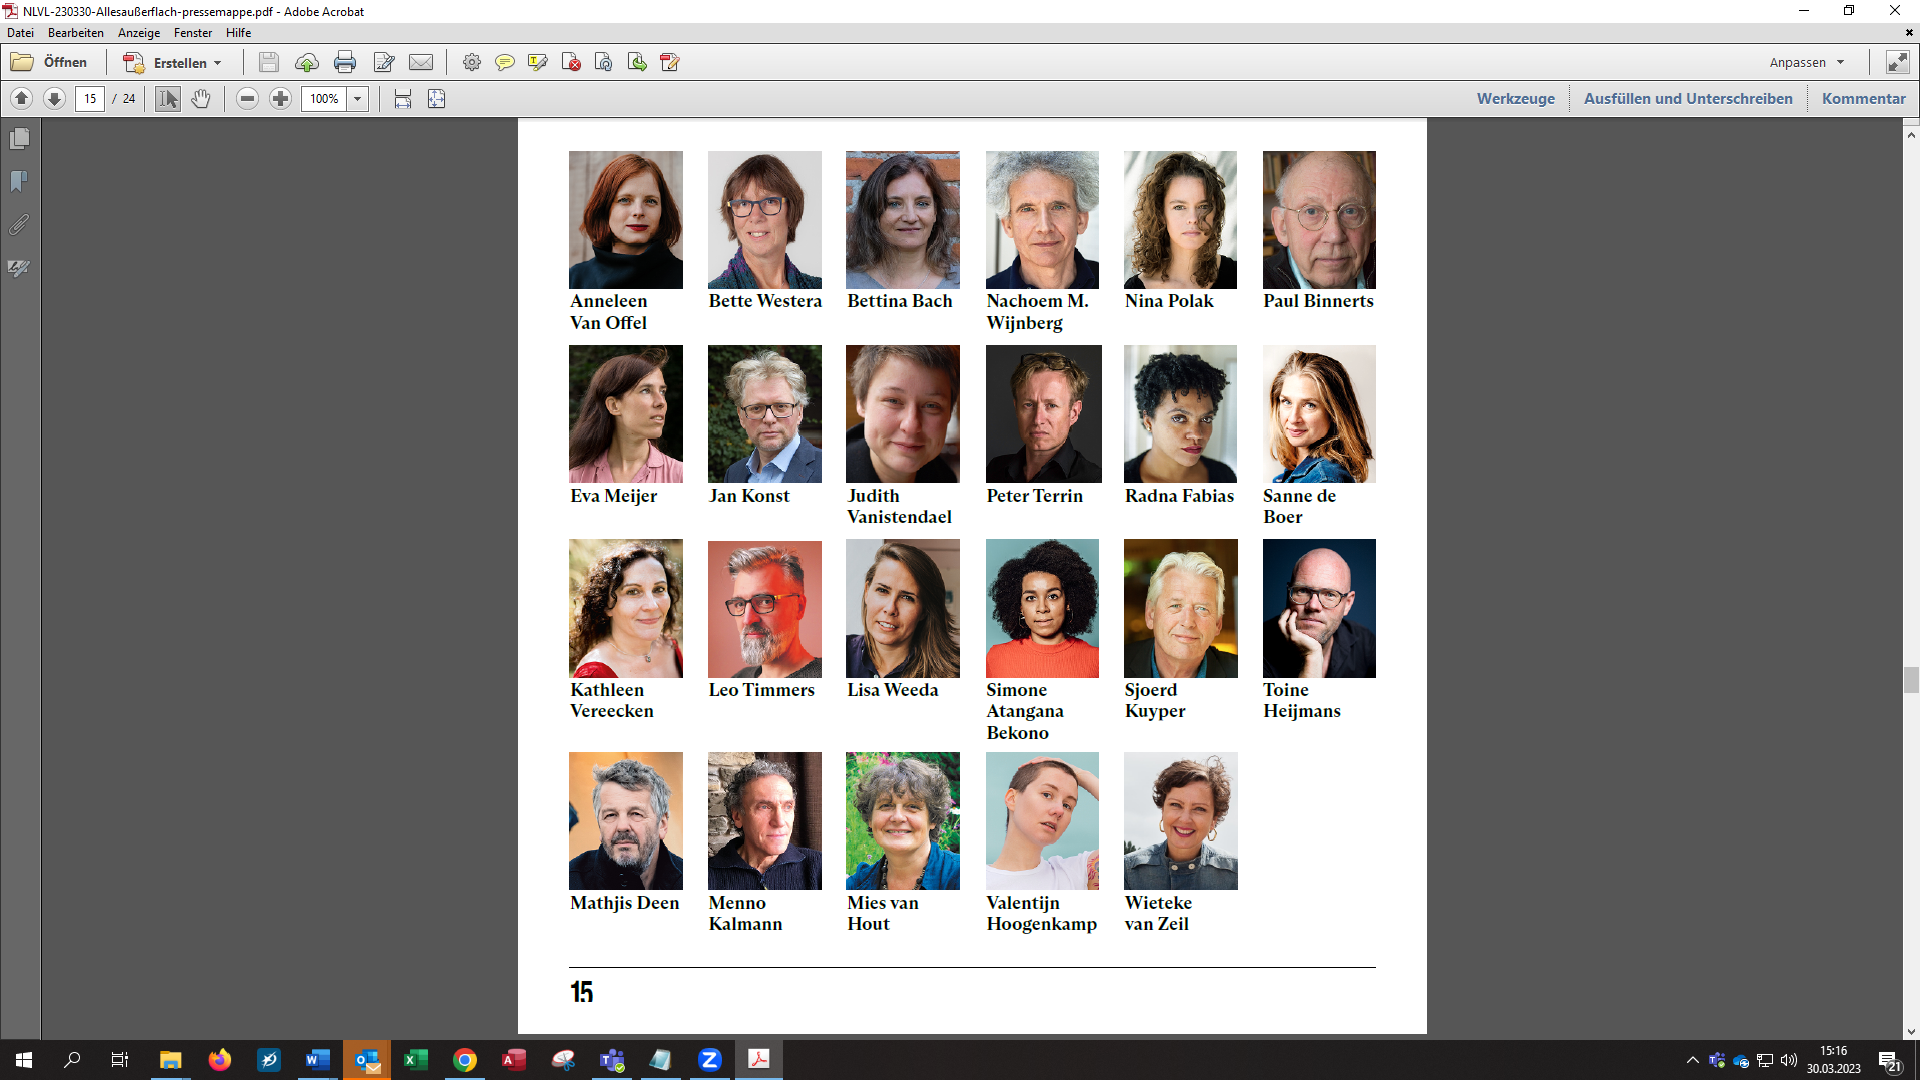 NLVL-230330-Allesaußerflach-pressemappe.pdf - Adobe Acrobat
Datei Bearbeiten Anzeige Fenster Hilfe
Öffnen Erstellen Anpassen
15 / 24 100% Werkzeuge Ausfüllen und Unterschreiben Kommentar
Anneleen
Van Offel
Bette Westera
Bettina Bach
Nachoem M.
Wijnberg
Nina Polak
Paul Binnerts
Eva Meijer
Jan Konst
Judith
Vanistendael
Peter Terrin
Radna Fabias
Sanne de
Boer
Kathleen
Vereecken
Leo Timmers
Lisa Weeda
Simone
Atangana
Bekono
Sjoerd
Kuyper
Toine
Heijmans
Mathjis Deen
Menno
Kalmann
Mies van
Hout
Valentijn
Hoogenkamp
Wieteke
van Zeil
15
15:16
30.03.2023
21